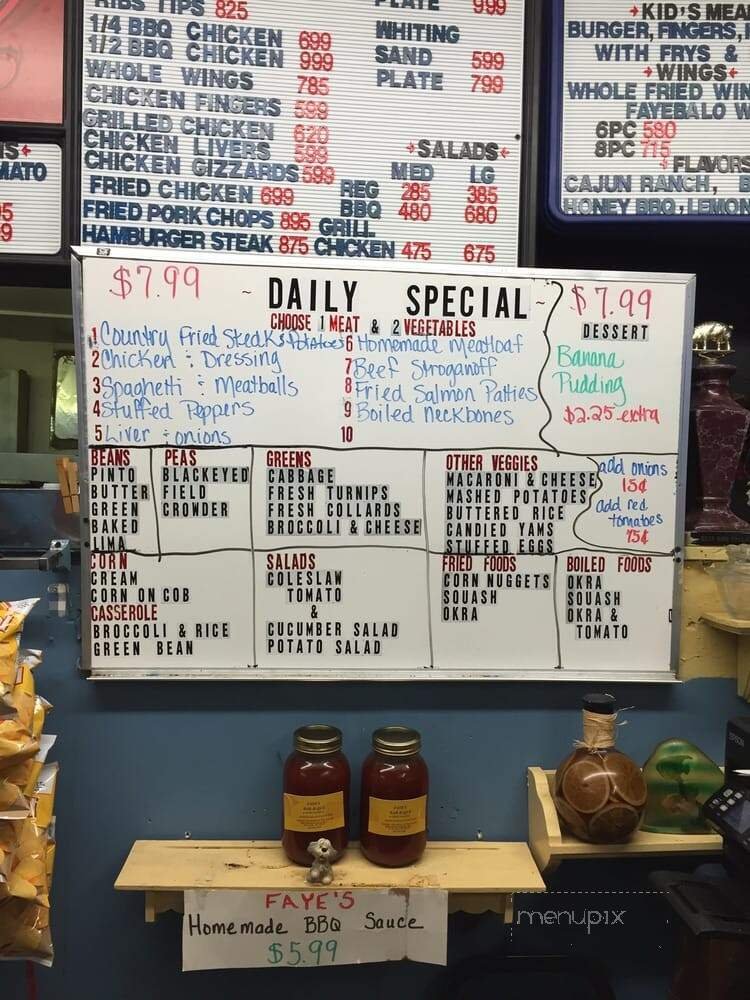 RIBS TIPS 825
1/4 BBQ CHICKEN 699
1/2 BBQ CHICKEN 999
WHOLE WINGS 785
CHICKEN FINGERS 599
GRILLED CHICKEN 620
CHICKEN LIVERS 599
CHICKEN GIZZARDS 599
FRIED CHICKEN 699
FRIED PORK CHOPS 895
HAMBURGER STEAK 875
PLATE 999
WHITING
SAND 599
PLATE 799
SALADS
MED LG
REG 285 385
BBQ 480 680
GRILL
CHICKEN 475 675
KID'S MEA
BURGER, FINGERS,
WITH FRYS &
WINGS
WHOLE FRIED WIN
FAYEBALO W
6PC 580
8PC 715
FLAVORS
CAJUN RANCH,
HONEY BBQ, LEMON
MATO
$7.99
~ DAILY SPECIAL ~
CHOOSE 1 MEAT & 2 VEGETABLES
1 Country Fried Steak & Potatoes
2 Chicken & Dressing
3 Spaghetti & Meatballs
4 Stuffed Peppers
5 Liver & onions
6 Homemade Meatloaf
7 Beef Stroganoff
8 Fried Salmon Patties
9 Boiled Neckbones
10
$7.99
DESSERT
Banana
Pudding
$2.25 extra
BEANS
PINTO
BUTTER
GREEN
BAKED
LIMA
PEAS
BLACKEYED
FIELD
CROWDER
GREENS
CABBAGE
FRESH TURNIPS
FRESH COLLARDS
BROCCOLI & CHEESE
OTHER VEGGIES
MACARONI & CHEESE
MASHED POTATOES
BUTTERED RICE
CANDIED YAMS
STUFFED EGGS
add onions
15¢
add red
tomatoes
75¢
CORN
CREAM
CORN ON COB
CASSEROLE
BROCCOLI & RICE
GREEN BEAN
SALADS
COLESLAW
TOMATO
&
CUCUMBER SALAD
POTATO SALAD
FRIED FOODS
CORN NUGGETS
SQUASH
OKRA
BOILED FOODS
OKRA
SQUASH
OKRA &
TOMATO
EPSON
FAYE'S
Homemade BBQ Sauce
$5.99
menupix